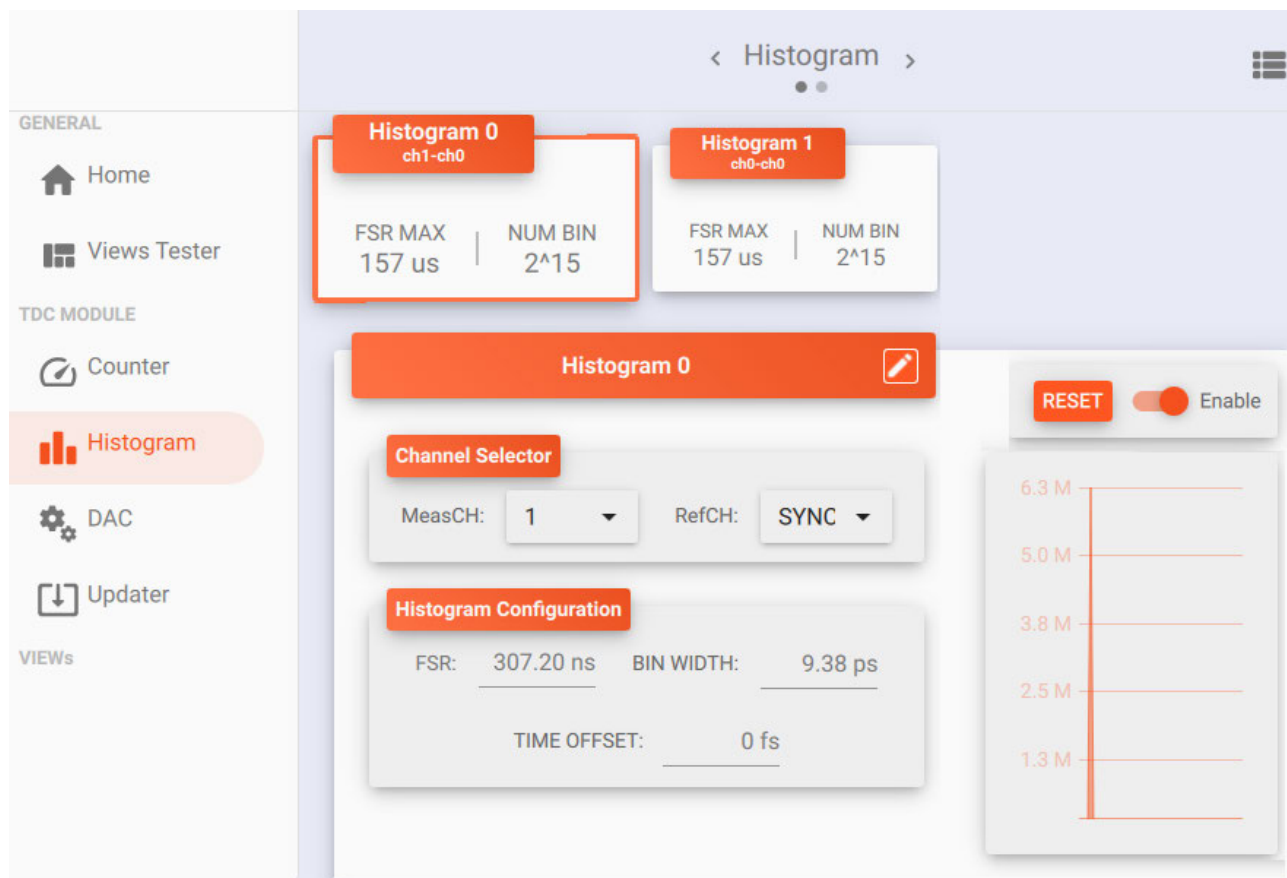 < Histogram >
GENERAL
Home
Views Tester
TDC MODULE
Counter
Histogram
DAC
Updater
VIEWs
Histogram 0
ch1-ch0
FSR MAX | NUM BIN
157 us 2^15
Histogram 1
ch0-ch0
FSR MAX | NUM BIN
157 us 2^15
Histogram 0
RESET Enable
Channel Selector
MeasCH: 1 RefCH: SYNC
Histogram Configuration
FSR: 307.20 ns BIN WIDTH: 9.38 ps
TIME OFFSET: 0 fs
6.3 M
5.0 M
3.8 M
2.5 M
1.3 M